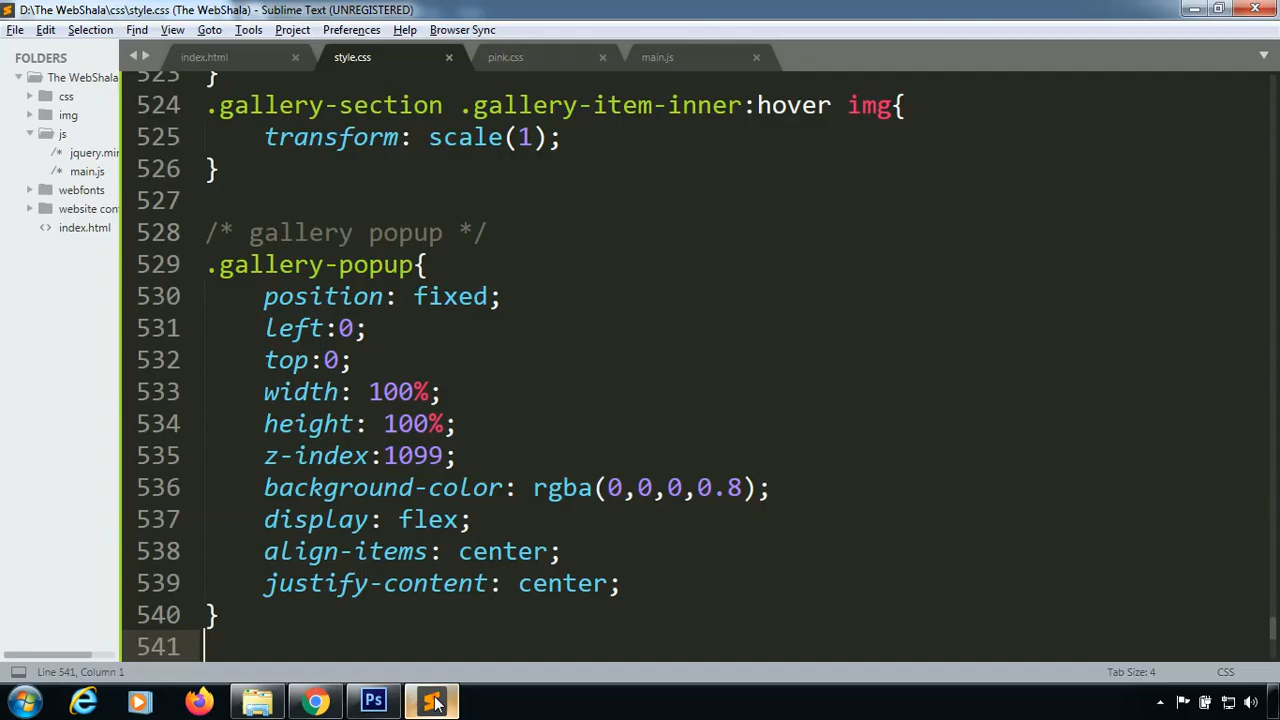 D:\The WebShala\css\style.css (The WebShala) - Sublime Text (UNREGISTERED)
File Edit Selection Find View Goto Tools Project Preferences Help Browser Sync
FOLDERS
The WebShala
css
img
js
jquery.min
main.js
webfonts
website con
index.html
index.html × style.css × pink.css × main.js ×
523 }
524 .gallery-section .gallery-item-inner:hover img{
525 transform: scale(1);
526 }
527
528 /* gallery popup */
529 .gallery-popup{
530 position: fixed;
531 left:0;
532 top:0;
533 width: 100%;
534 height: 100%;
535 z-index:1099;
536 background-color: rgba(0,0,0,0.8);
537 display: flex;
538 align-items: center;
539 justify-content: center;
540 }
541
Line 541, Column 1 Tab Size: 4 CSS
Ps